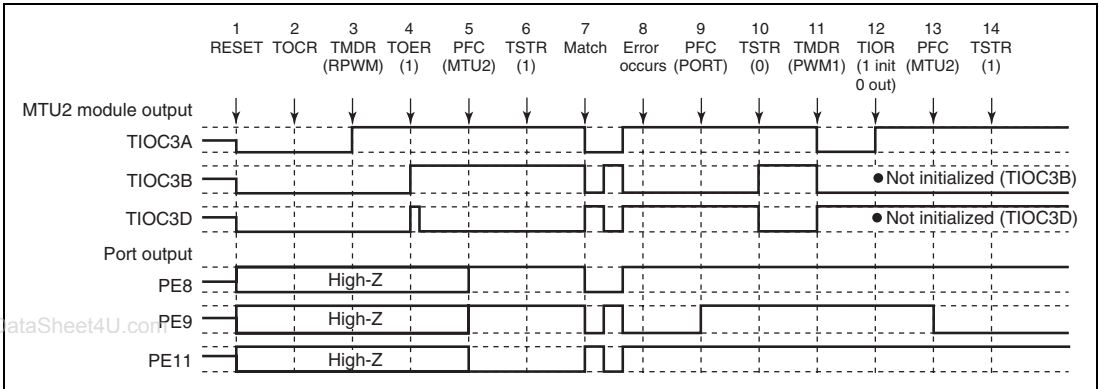 1 2 3 4 5 6 7 8 9 10 11 12 13 14
RESET TOCR TMDR TOER PFC TSTR Match Error PFC TSTR TMDR TIOR PFC TSTR
(RPWM) (1) (MTU2) (1) occurs (PORT) (0) (PWM1) (1 init (MTU2) (1)
0 out)
MTU2 module output
TIOC3A
TIOC3B
● Not initialized (TIOC3B)
TIOC3D
● Not initialized (TIOC3D)
Port output
PE8
High-Z
PE9
High-Z
PE11
High-Z
ataSheet4U.com